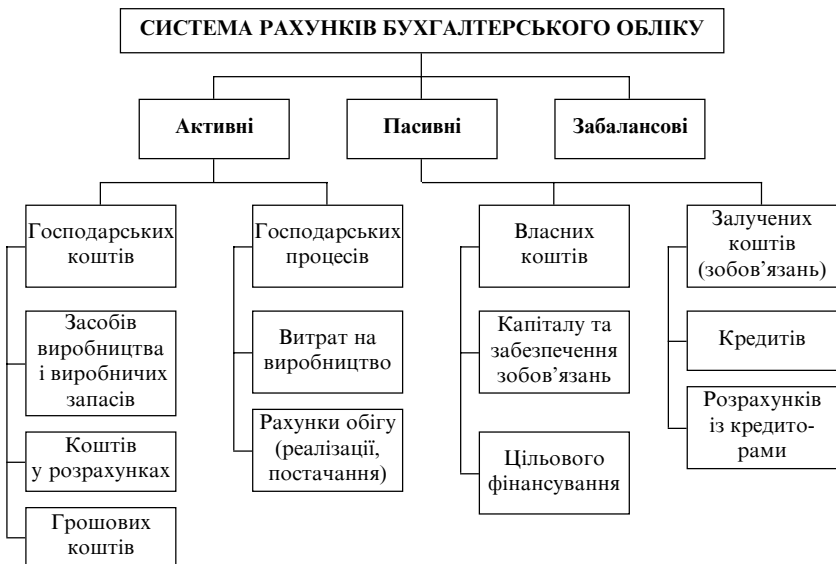 СИСТЕМА РАХУНКІВ БУХГАЛТЕРСЬКОГО ОБЛІКУ
Активні
Пасивні
Забалансові
Господарських
коштів
Господарських
процесів
Власних
коштів
Залучених
коштів
(зобов’язань)
Засобів
виробництва
і виробничих
запасів
Витрат на
виробництво
Капіталу та
забезпечення
зобов’язань
Кредитів
Коштів
у розрахунках
Рахунки обігу
(реалізації,
постачання)
Цільового
фінансування
Розрахунків
із кредито-
рами
Грошових
коштів